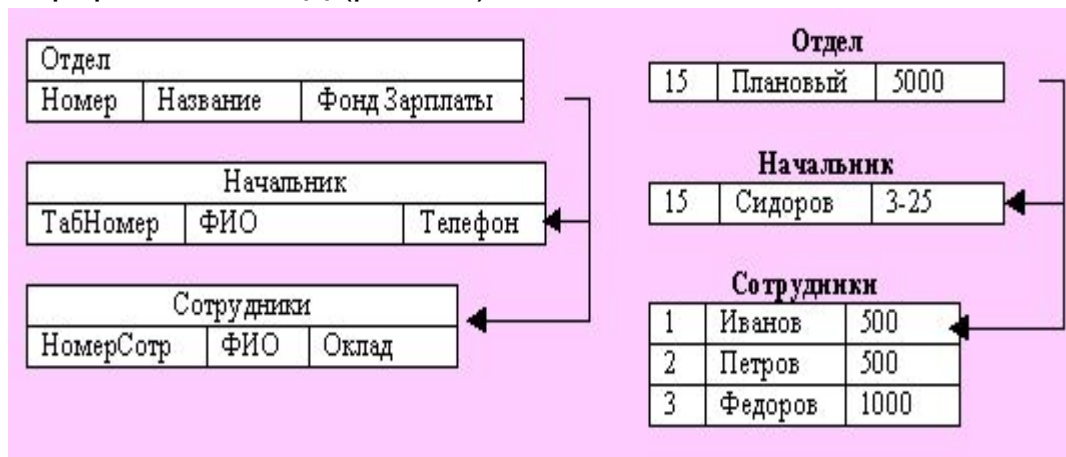 Отдел
Номер Название Фонд Зарплаты
Начальник
ТабНомер ФИО Телефон
Сотрудники
НомерСотр ФИО Оклад
Отдел
15 Плановый 5000
Начальник
15 Сидоров 3-25
Сотрудники
1 Иванов 500
2 Петров 500
3 Федоров 1000